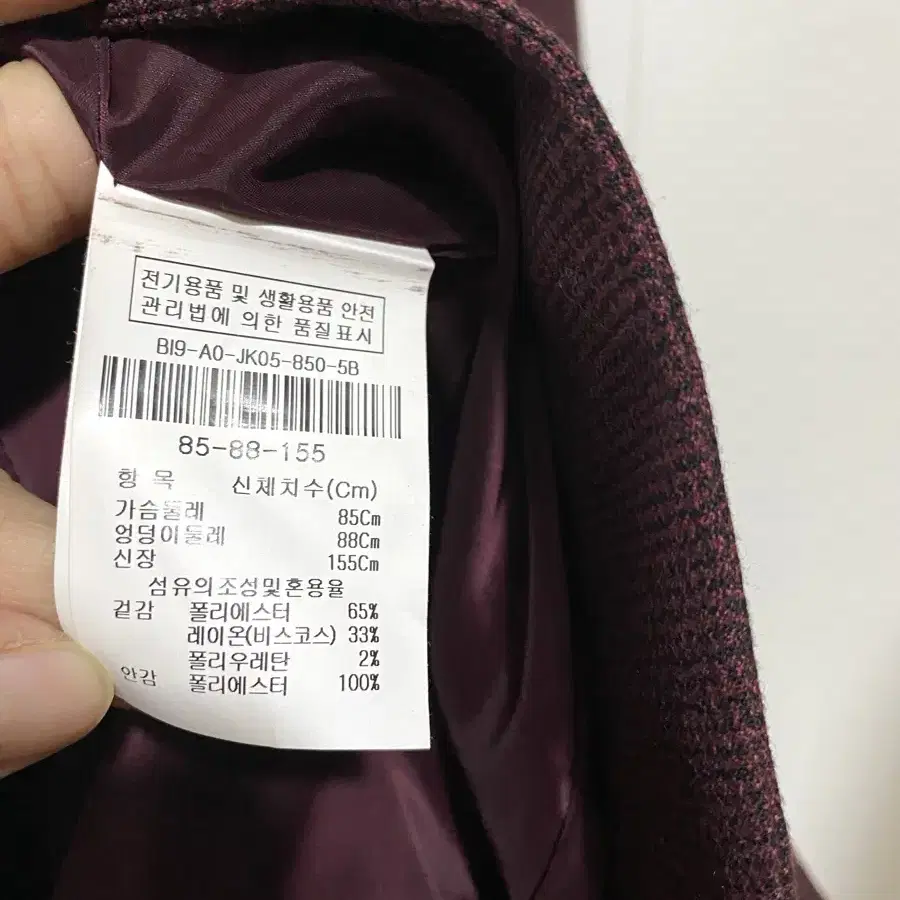 전기용품 및 생활용품 안전
관리법에 의한 품질표시
BI9-A0-JK05-850-5B
85-88-155
항 목 신체치수(Cm)
가슴둘레 85Cm
엉덩이둘레 88Cm
신장 155Cm
섬유의조성및혼용율
겉감 폴리에스터 65%
레이온(비스코스) 33%
폴리우레탄 2%
안감 폴리에스터 100%